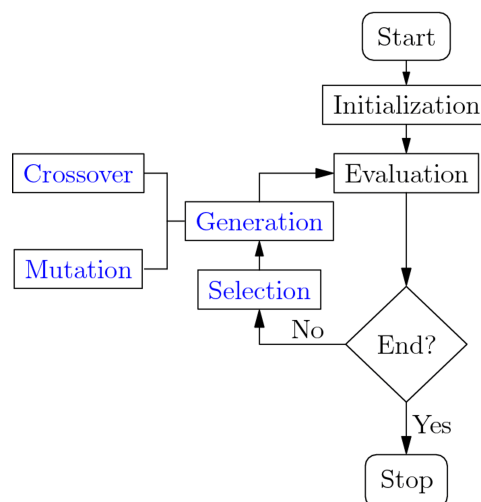 Start
Initialization
Crossover
Evaluation
Generation
Mutation
Selection
No
End?
Yes
Stop